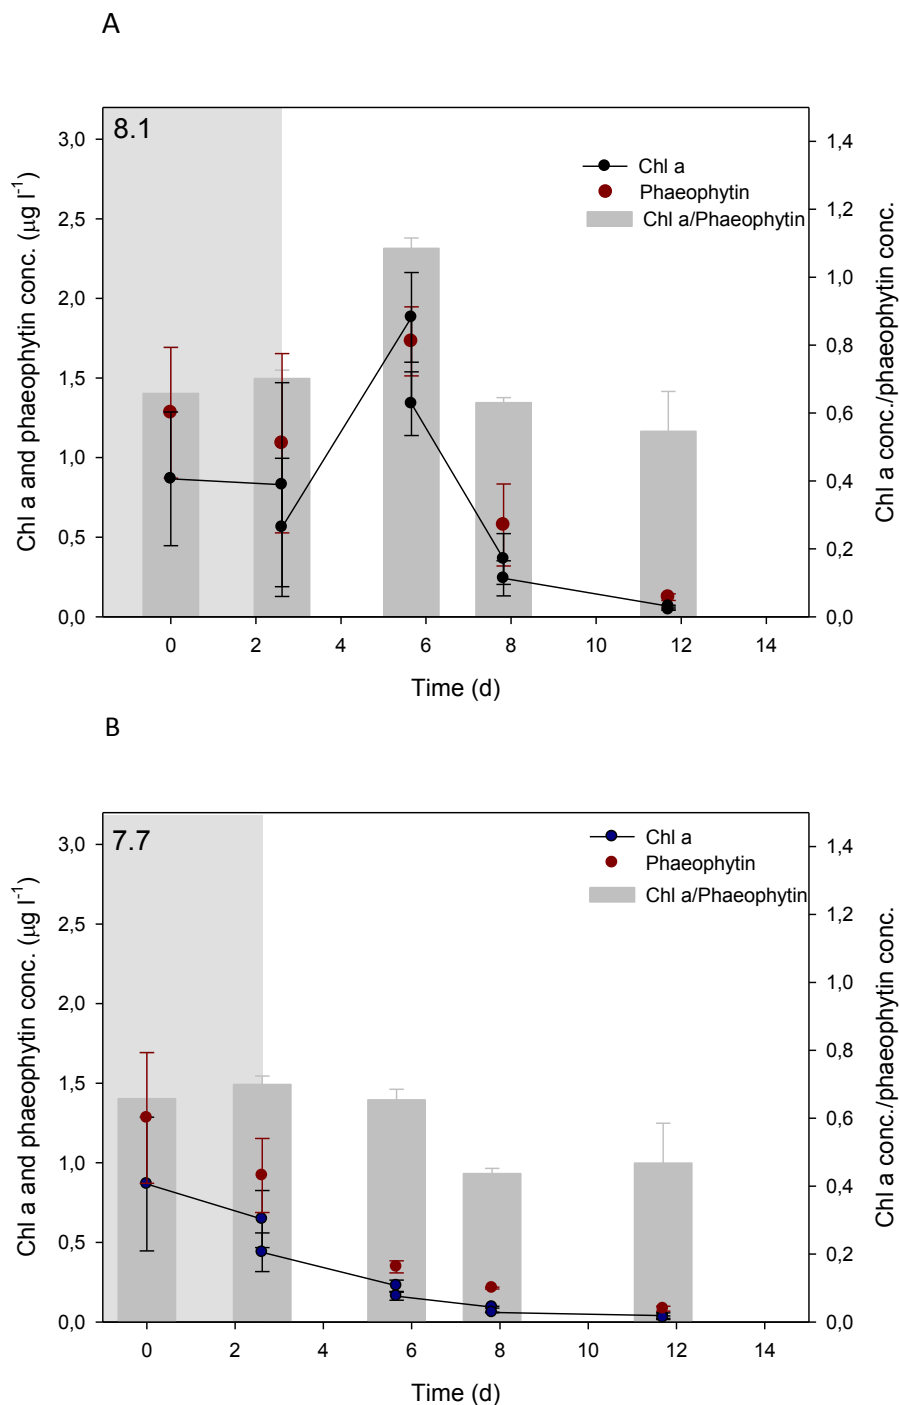 A
8.1
Chl a
Phaeophytin
Chl a/Phaeophytin
3,0
2,5
2,0
1,5
1,0
0,5
0,0
Chl a and phaeophytin conc. (µg l⁻¹)
1,4
1,2
1,0
0,8
0,6
0,4
0,2
0,0
Chl a conc./phaeophytin conc.
0 2 4 6 8 10 12 14
Time (d)
B
7.7
Chl a
Phaeophytin
Chl a/Phaeophytin
3,0
2,5
2,0
1,5
1,0
0,5
0,0
Chl a and phaeophytin conc. (µg l⁻¹)
1,4
1,2
1,0
0,8
0,6
0,4
0,2
0,0
Chl a conc./phaeophytin conc.
0 2 4 6 8 10 12 14
Time (d)